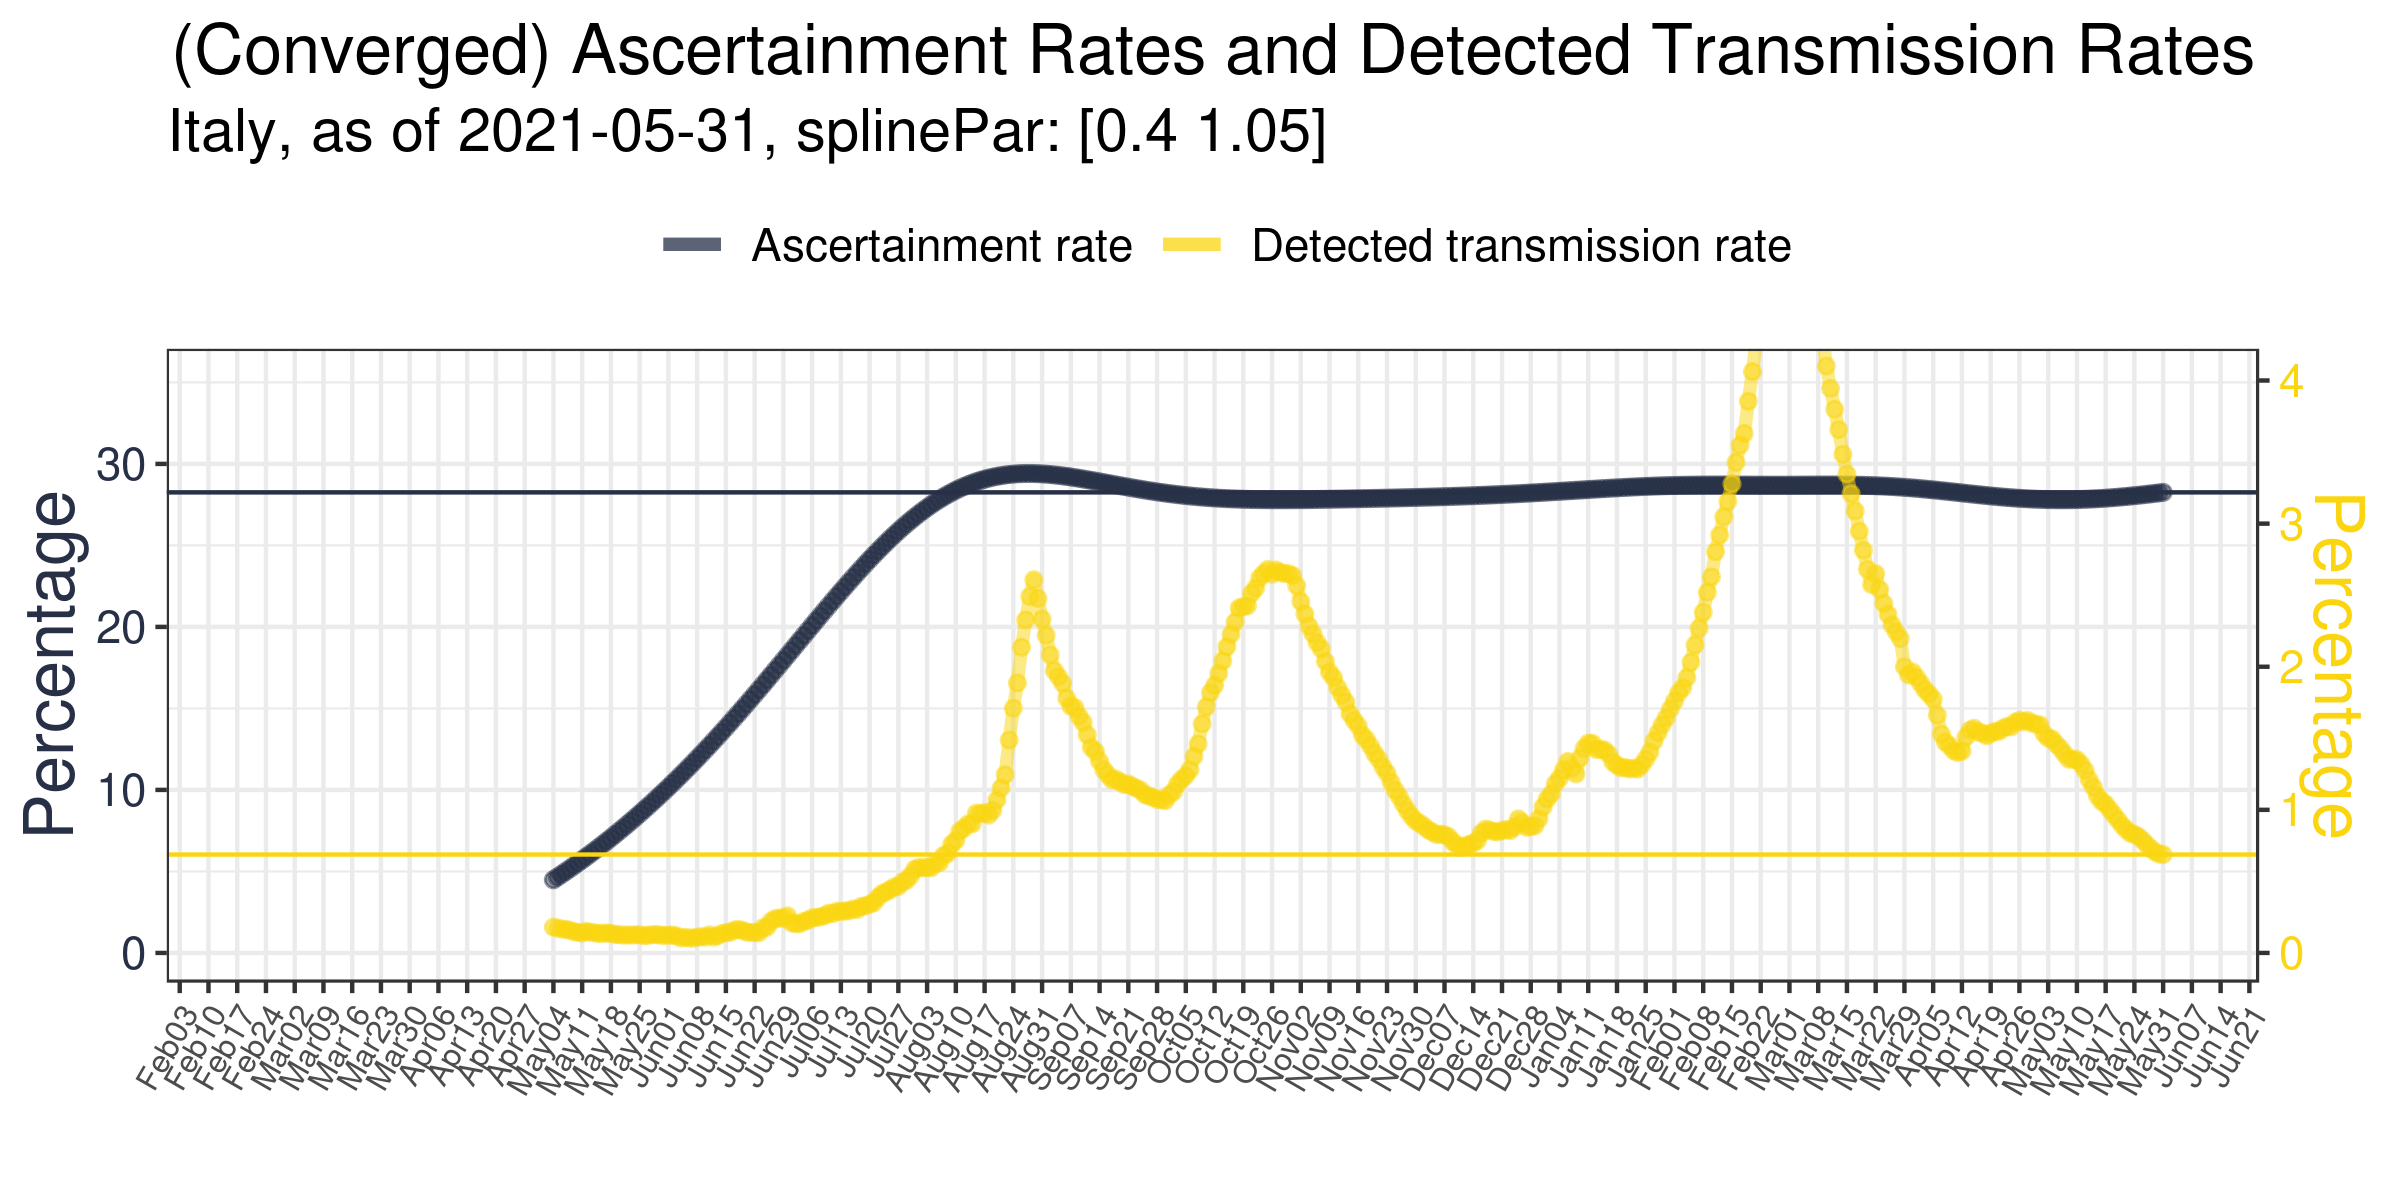 (Converged) Ascertainment Rates and Detected Transmission Rates
Italy, as of 2021-05-31, splinePar: [0.4 1.05]
Ascertainment rate
Detected transmission rate
Percentage
30
20
10
0
4
3
2
1
0
Percentage
Feb03
Feb10
Feb17
Feb24
Mar02
Mar09
Mar16
Mar23
Mar30
Apr06
Apr13
Apr20
Apr27
May04
May11
May18
May25
Jun01
Jun08
Jun15
Jun22
Jun29
Jul06
Jul13
Jul20
Jul27
Aug03
Aug10
Aug17
Aug24
Aug31
Sep07
Sep14
Sep21
Sep28
Oct05
Oct12
Oct19
Oct26
Nov02
Nov09
Nov16
Nov23
Nov30
Dec07
Dec14
Dec21
Dec28
Jan04
Jan11
Jan18
Jan25
Feb01
Feb08
Feb15
Feb22
Mar01
Mar08
Mar15
Mar22
Mar29
Apr05
Apr12
Apr19
Apr26
May03
May10
May17
May24
May31
Jun07
Jun14
Jun21